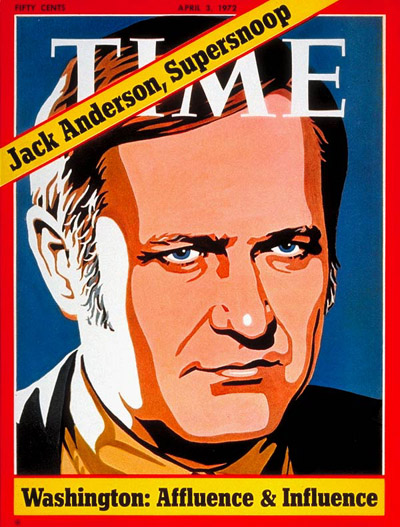 FIFTY CENTS
APRIL 3, 1972
TIME
Jack Anderson, Supersnoop
Washington: Affluence & Influence